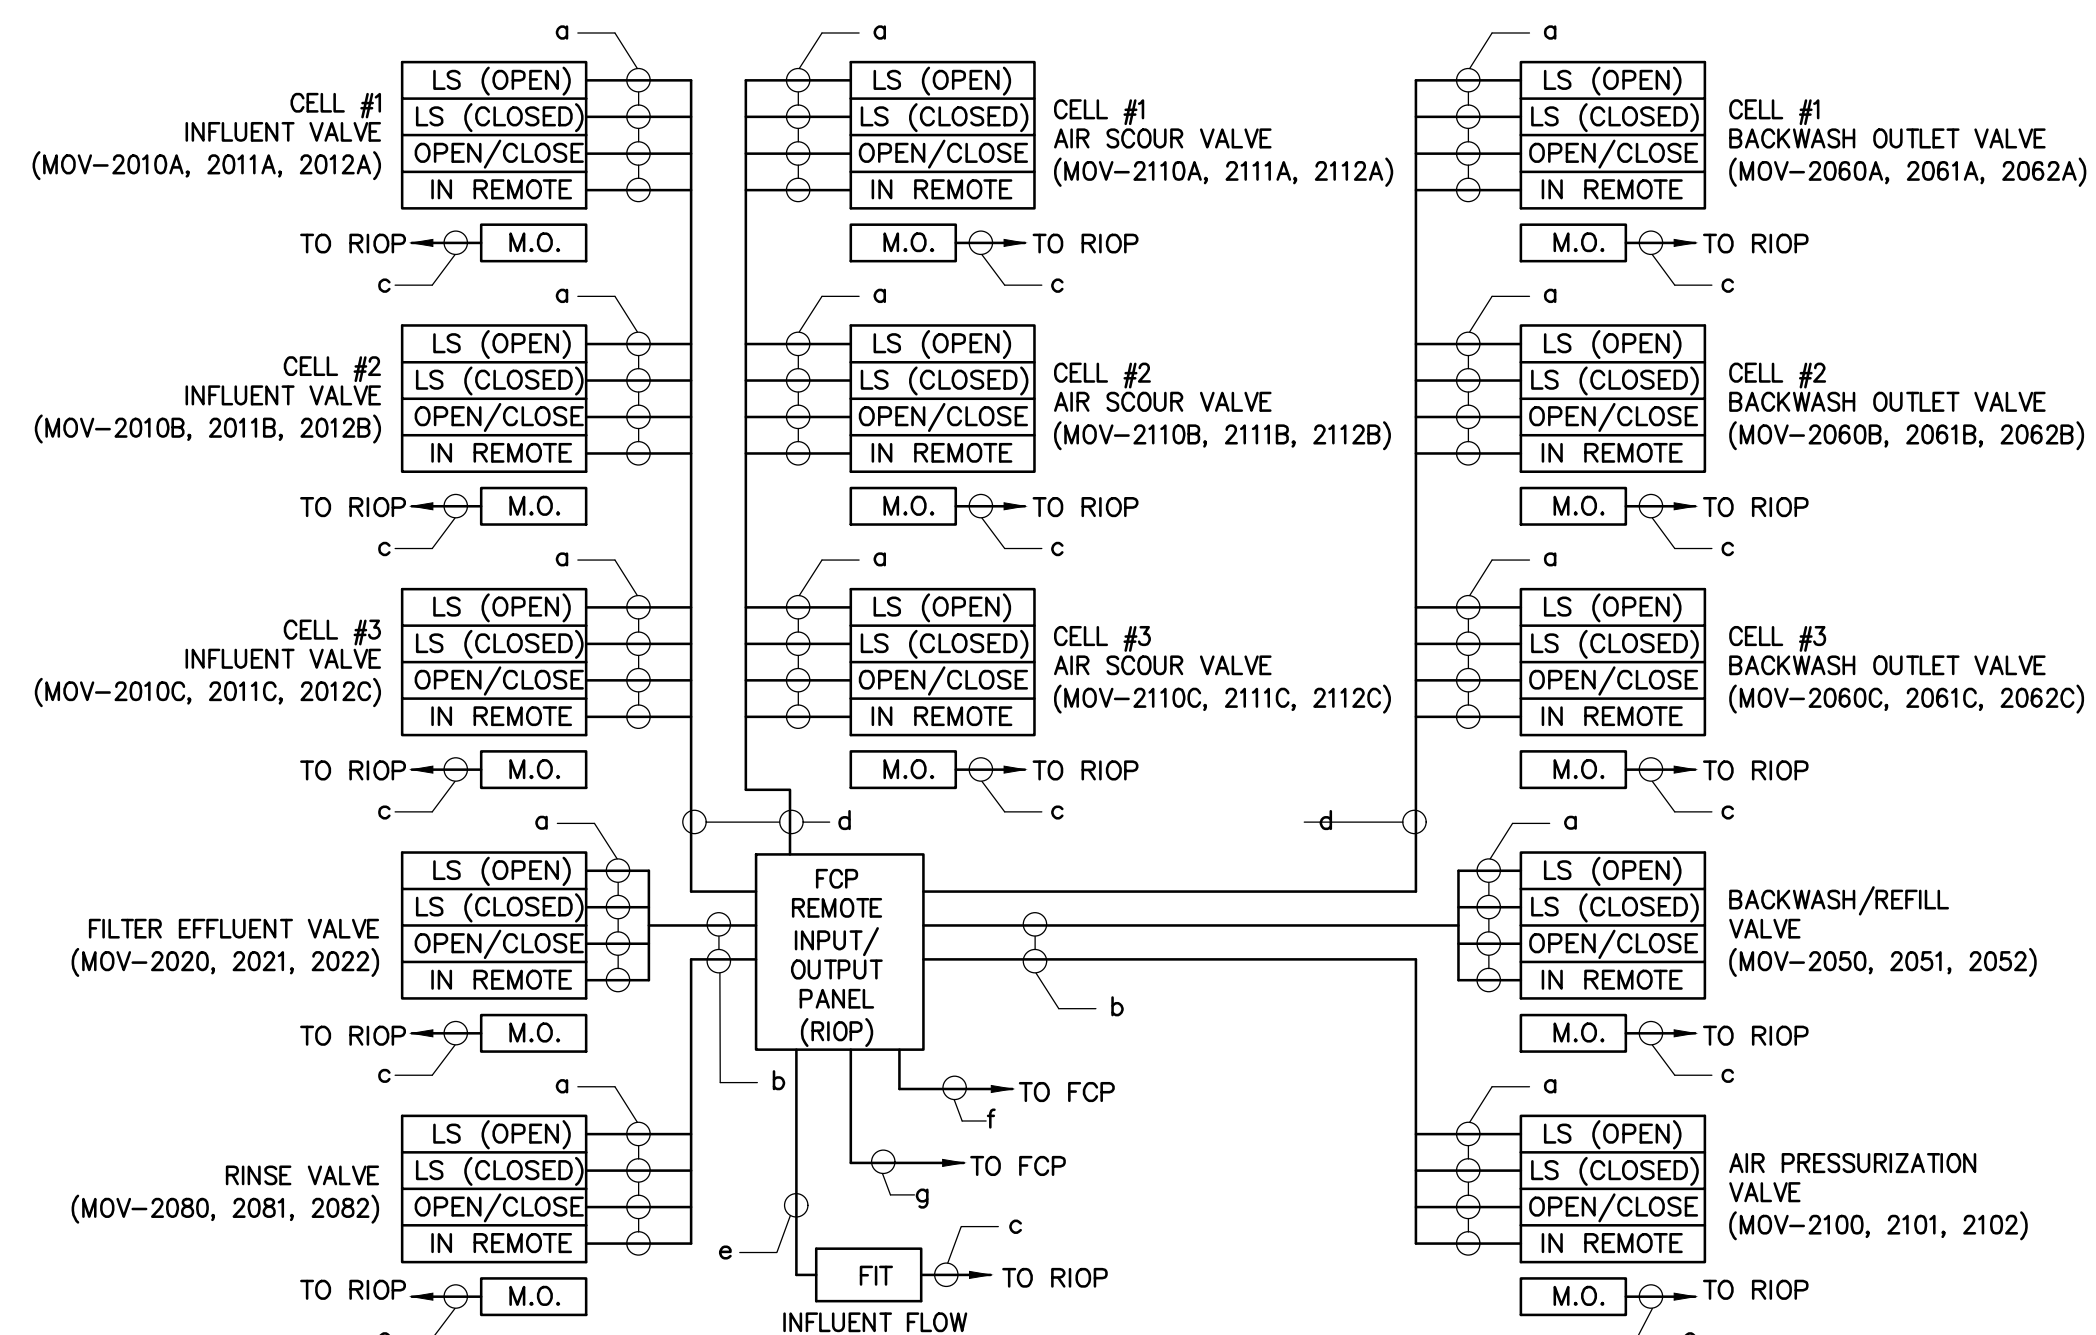 a
CELL #1
INFLUENT VALVE
(MOV-2010A, 2011A, 2012A)
LS (OPEN)
LS (CLOSED)
OPEN/CLOSE
IN REMOTE
TO RIOP
M.O.
c
a
LS (OPEN)
LS (CLOSED)
OPEN/CLOSE
IN REMOTE
CELL #1
AIR SCOUR VALVE
(MOV-2110A, 2111A, 2112A)
M.O.
TO RIOP
c
a
LS (OPEN)
LS (CLOSED)
OPEN/CLOSE
IN REMOTE
CELL #1
BACKWASH OUTLET VALVE
(MOV-2060A, 2061A, 2062A)
M.O.
TO RIOP
c
a
CELL #2
INFLUENT VALVE
(MOV-2010B, 2011B, 2012B)
LS (OPEN)
LS (CLOSED)
OPEN/CLOSE
IN REMOTE
TO RIOP
M.O.
c
a
LS (OPEN)
LS (CLOSED)
OPEN/CLOSE
IN REMOTE
CELL #2
AIR SCOUR VALVE
(MOV-2110B, 2111B, 2112B)
M.O.
TO RIOP
c
a
LS (OPEN)
LS (CLOSED)
OPEN/CLOSE
IN REMOTE
CELL #2
BACKWASH OUTLET VALVE
(MOV-2060B, 2061B, 2062B)
M.O.
TO RIOP
c
a
CELL #3
INFLUENT VALVE
(MOV-2010C, 2011C, 2012C)
LS (OPEN)
LS (CLOSED)
OPEN/CLOSE
IN REMOTE
TO RIOP
M.O.
c
a
LS (OPEN)
LS (CLOSED)
OPEN/CLOSE
IN REMOTE
CELL #3
AIR SCOUR VALVE
(MOV-2110C, 2111C, 2112C)
M.O.
TO RIOP
c
a
LS (OPEN)
LS (CLOSED)
OPEN/CLOSE
IN REMOTE
CELL #3
BACKWASH OUTLET VALVE
(MOV-2060C, 2061C, 2062C)
M.O.
TO RIOP
c
d
d
a
FILTER EFFLUENT VALVE
(MOV-2020, 2021, 2022)
LS (OPEN)
LS (CLOSED)
OPEN/CLOSE
IN REMOTE
TO RIOP
M.O.
c
FCP
REMOTE
INPUT/
OUTPUT
PANEL
(RIOP)
b
b
a
LS (OPEN)
LS (CLOSED)
OPEN/CLOSE
IN REMOTE
BACKWASH/REFILL
VALVE
(MOV-2050, 2051, 2052)
M.O.
TO RIOP
c
a
RINSE VALVE
(MOV-2080, 2081, 2082)
LS (OPEN)
LS (CLOSED)
OPEN/CLOSE
IN REMOTE
TO RIOP
M.O.
TO FCP
f
TO FCP
g
e
c
FIT
TO RIOP
INFLUENT FLOW
a
LS (OPEN)
LS (CLOSED)
OPEN/CLOSE
IN REMOTE
AIR PRESSURIZATION
VALVE
(MOV-2100, 2101, 2102)
M.O.
TO RIOP